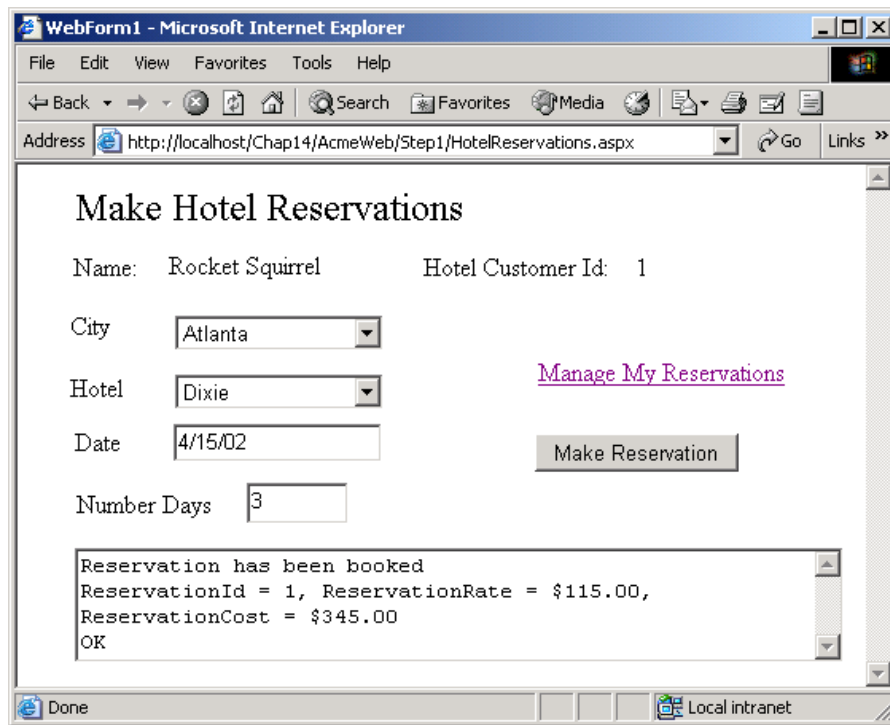 WebForm1 - Microsoft Internet Explorer
File Edit View Favorites Tools Help
Back Search Favorites Media
Address http://localhost/Chap14/AcmeWeb/Step1/HotelReservations.aspx Go Links »
Make Hotel Reservations
Name: Rocket Squirrel Hotel Customer Id: 1
City Atlanta
Manage My Reservations
Hotel Dixie
Date 4/15/02
Make Reservation
Number Days 3
Reservation has been booked
ReservationId = 1, ReservationRate = $115.00,
ReservationCost = $345.00
OK
Done Local intranet